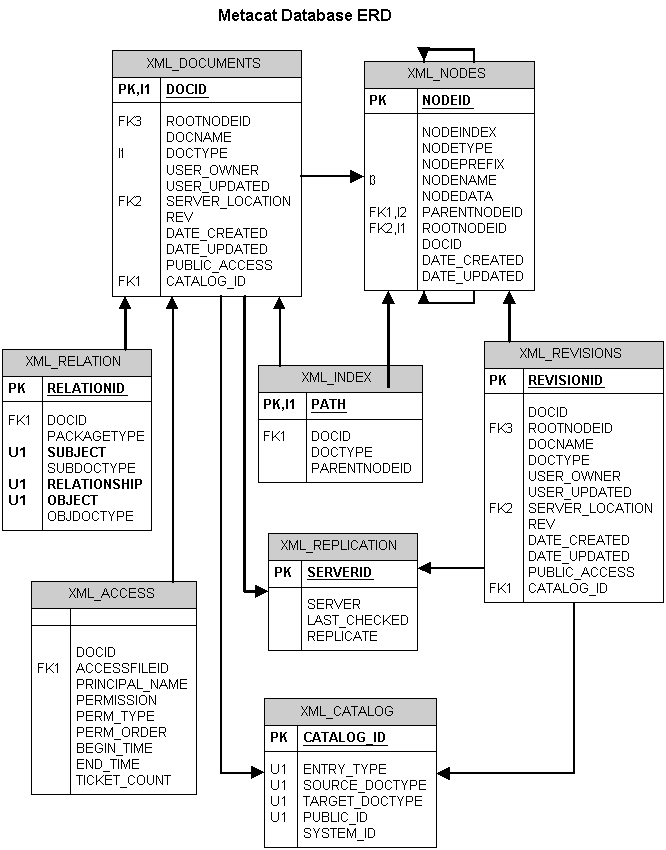 Metacat Database ERD
XML_DOCUMENTS
PK,I1 DOCID
FK3 ROOTNODEID
DOCNAME
I1 DOCTYPE
USER_OWNER
USER_UPDATED
FK2 SERVER_LOCATION
REV
DATE_CREATED
DATE_UPDATED
PUBLIC_ACCESS
FK1 CATALOG_ID
XML_NODES
PK NODEID
NODEINDEX
NODETYPE
NODEPREFIX
I3 NODENAME
NODEDATA
FK1,I2 PARENTNODEID
FK2,I1 ROOTNODEID
DOCID
DATE_CREATED
DATE_UPDATED
XML_RELATION
PK RELATIONID
FK1 DOCID
PACKAGETYPE
U1 SUBJECT
SUBDOCTYPE
U1 RELATIONSHIP
U1 OBJECT
OBJDOCTYPE
XML_INDEX
PK,I1 PATH
FK1 DOCID
DOCTYPE
PARENTNODEID
XML_REVISIONS
PK REVISIONID
DOCID
FK3 ROOTNODEID
DOCNAME
DOCTYPE
USER_OWNER
USER_UPDATED
FK2 SERVER_LOCATION
REV
DATE_CREATED
DATE_UPDATED
PUBLIC_ACCESS
FK1 CATALOG_ID
XML_REPLICATION
PK SERVERID
SERVER
LAST_CHECKED
REPLICATE
XML_ACCESS
DOCID
FK1 ACCESSFILEID
PRINCIPAL_NAME
PERMISSION
PERM_TYPE
PERM_ORDER
BEGIN_TIME
END_TIME
TICKET_COUNT
XML_CATALOG
PK CATALOG_ID
U1 ENTRY_TYPE
U1 SOURCE_DOCTYPE
U1 TARGET_DOCTYPE
U1 PUBLIC_ID
SYSTEM_ID